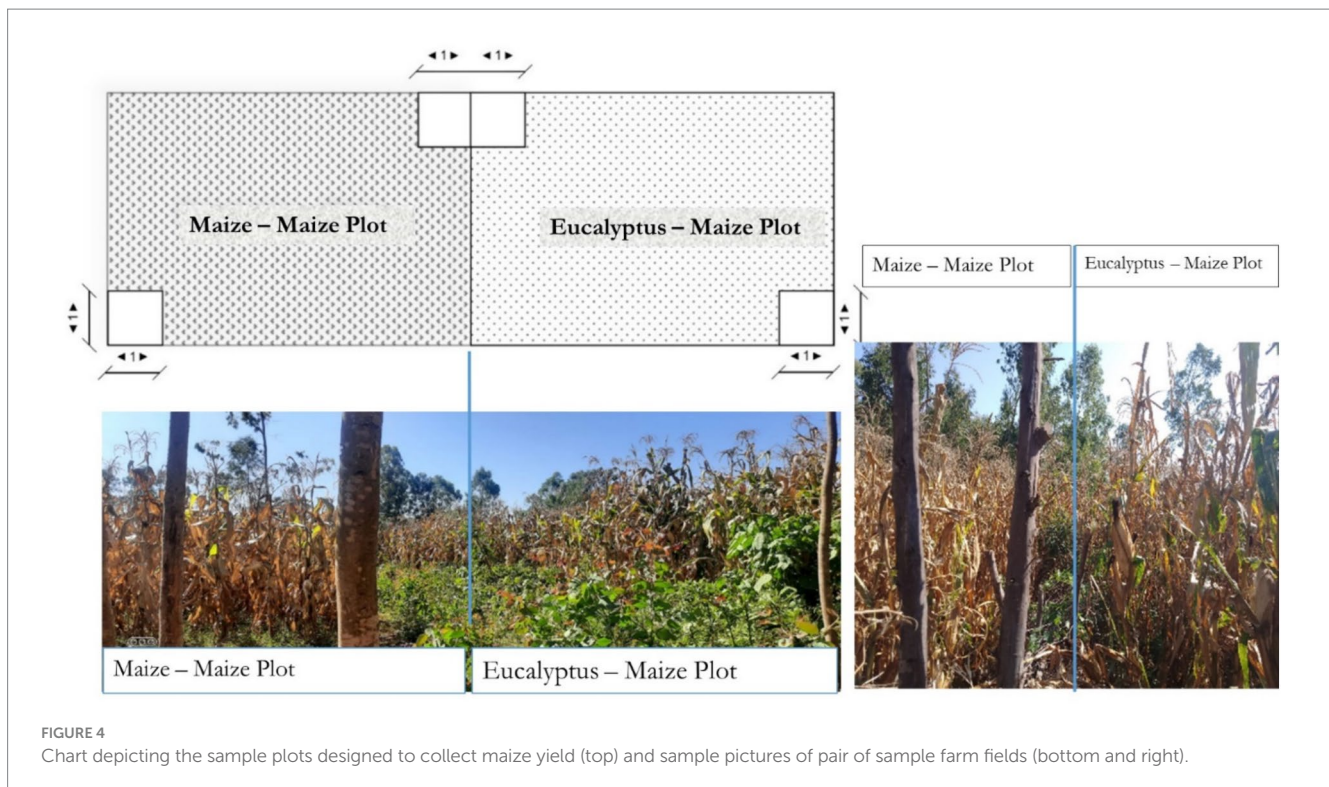 ◄1► ◄1►
Maize – Maize Plot
Eucalyptus – Maize Plot
◄1►
◄1►
◄1►
◄1►
Maize – Maize Plot
Eucalyptus – Maize Plot
Maize – Maize Plot
Eucalyptus – Maize Plot
FIGURE 4
Chart depicting the sample plots designed to collect maize yield (top) and sample pictures of pair of sample farm fields (bottom and right).